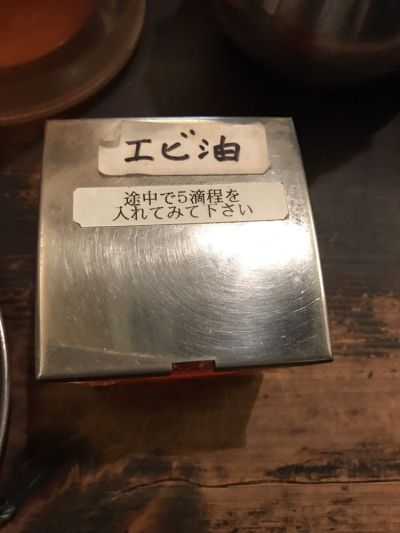 エビ油
途中で5滴程を
入れてみて下さい